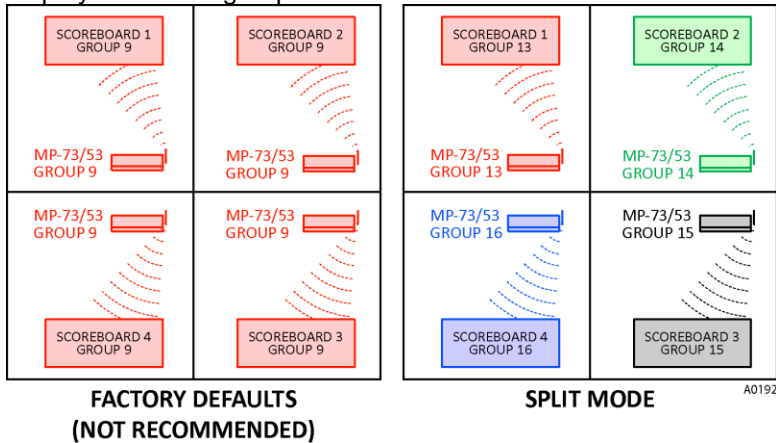 SCOREBOARD 1
GROUP 9
SCOREBOARD 2
GROUP 9
MP-73/53
GROUP 9
MP-73/53
GROUP 9
MP-73/53
GROUP 9
MP-73/53
GROUP 9
SCOREBOARD 4
GROUP 9
SCOREBOARD 3
GROUP 9
FACTORY DEFAULTS
(NOT RECOMMENDED)
SCOREBOARD 1
GROUP 13
SCOREBOARD 2
GROUP 14
MP-73/53
GROUP 13
MP-73/53
GROUP 14
MP-73/53
GROUP 16
MP-73/53
GROUP 15
SCOREBOARD 4
GROUP 16
SCOREBOARD 3
GROUP 15
SPLIT MODE
A0192